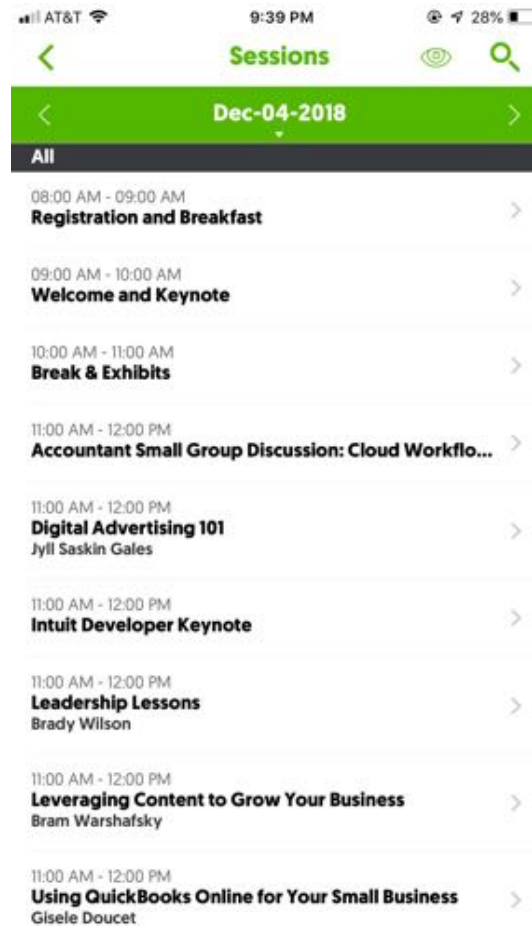 AT&T 9:39 PM 28%
Sessions
Dec-04-2018
All
08:00 AM - 09:00 AM
Registration and Breakfast
09:00 AM - 10:00 AM
Welcome and Keynote
10:00 AM - 11:00 AM
Break & Exhibits
11:00 AM - 12:00 PM
Accountant Small Group Discussion: Cloud Workflo...
11:00 AM - 12:00 PM
Digital Advertising 101
Jyll Saskin Gales
11:00 AM - 12:00 PM
Intuit Developer Keynote
11:00 AM - 12:00 PM
Leadership Lessons
Brady Wilson
11:00 AM - 12:00 PM
Leveraging Content to Grow Your Business
Bram Warshafsky
11:00 AM - 12:00 PM
Using QuickBooks Online for Your Small Business
Gisele Doucet